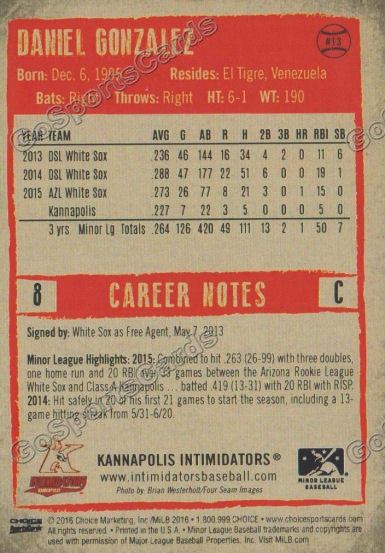 DANIEL GONZALEZ
#13
Born: Dec. 6, 1995 Resides: El Tigre, Venezuela
Bats: Right Throws: Right HT: 6-1 WT: 190
YEAR TEAM AVG G AB R H 2B 3B HR RBI SB
2013 DSL White Sox .236 46 144 16 34 4 2 0 11 6
2014 DSL White Sox .288 47 177 22 51 6 0 0 19 1
2015 AZL White Sox .273 26 77 8 21 3 0 1 15 0
Kannapolis .227 7 22 3 5 0 0 0 5 0
3 yrs Minor Lg. Totals .264 126 420 49 111 13 2 1 50 7
8 CAREER NOTES C
Signed by: White Sox as Free Agent, May 7, 2013
Minor League Highlights: 2015: Combined to hit .263 (26-99) with three doubles,
one home run and 20 RBI over 33 games between the Arizona Rookie League
White Sox and Class A Kannapolis ... batted .419 (13-31) with 20 RBI with RISP.
2014: Hit safely in 20 of his first 21 games to start the season, including a 13-
game hitting streak from 5/31-6/20.
KANNAPOLIS INTIMIDATORS®
www.intimidatorsbaseball.com
Photo by: Brian Westerholt/Four Seam Images
INTIMIDATORS
KANNAPOLIS
MINOR LEAGUE
BASEBALL
CHOICE © 2016 Choice Marketing, Inc./MiLB 2016 • 1.800.999.CHOICE • www.choicesportscards.com
All rights reserved. • Printed in the U.S.A. • Minor League Baseball trademarks and copyrights are
used with permission of Major League Baseball Properties, Inc. Visit MiLB.com
GoSportsCards